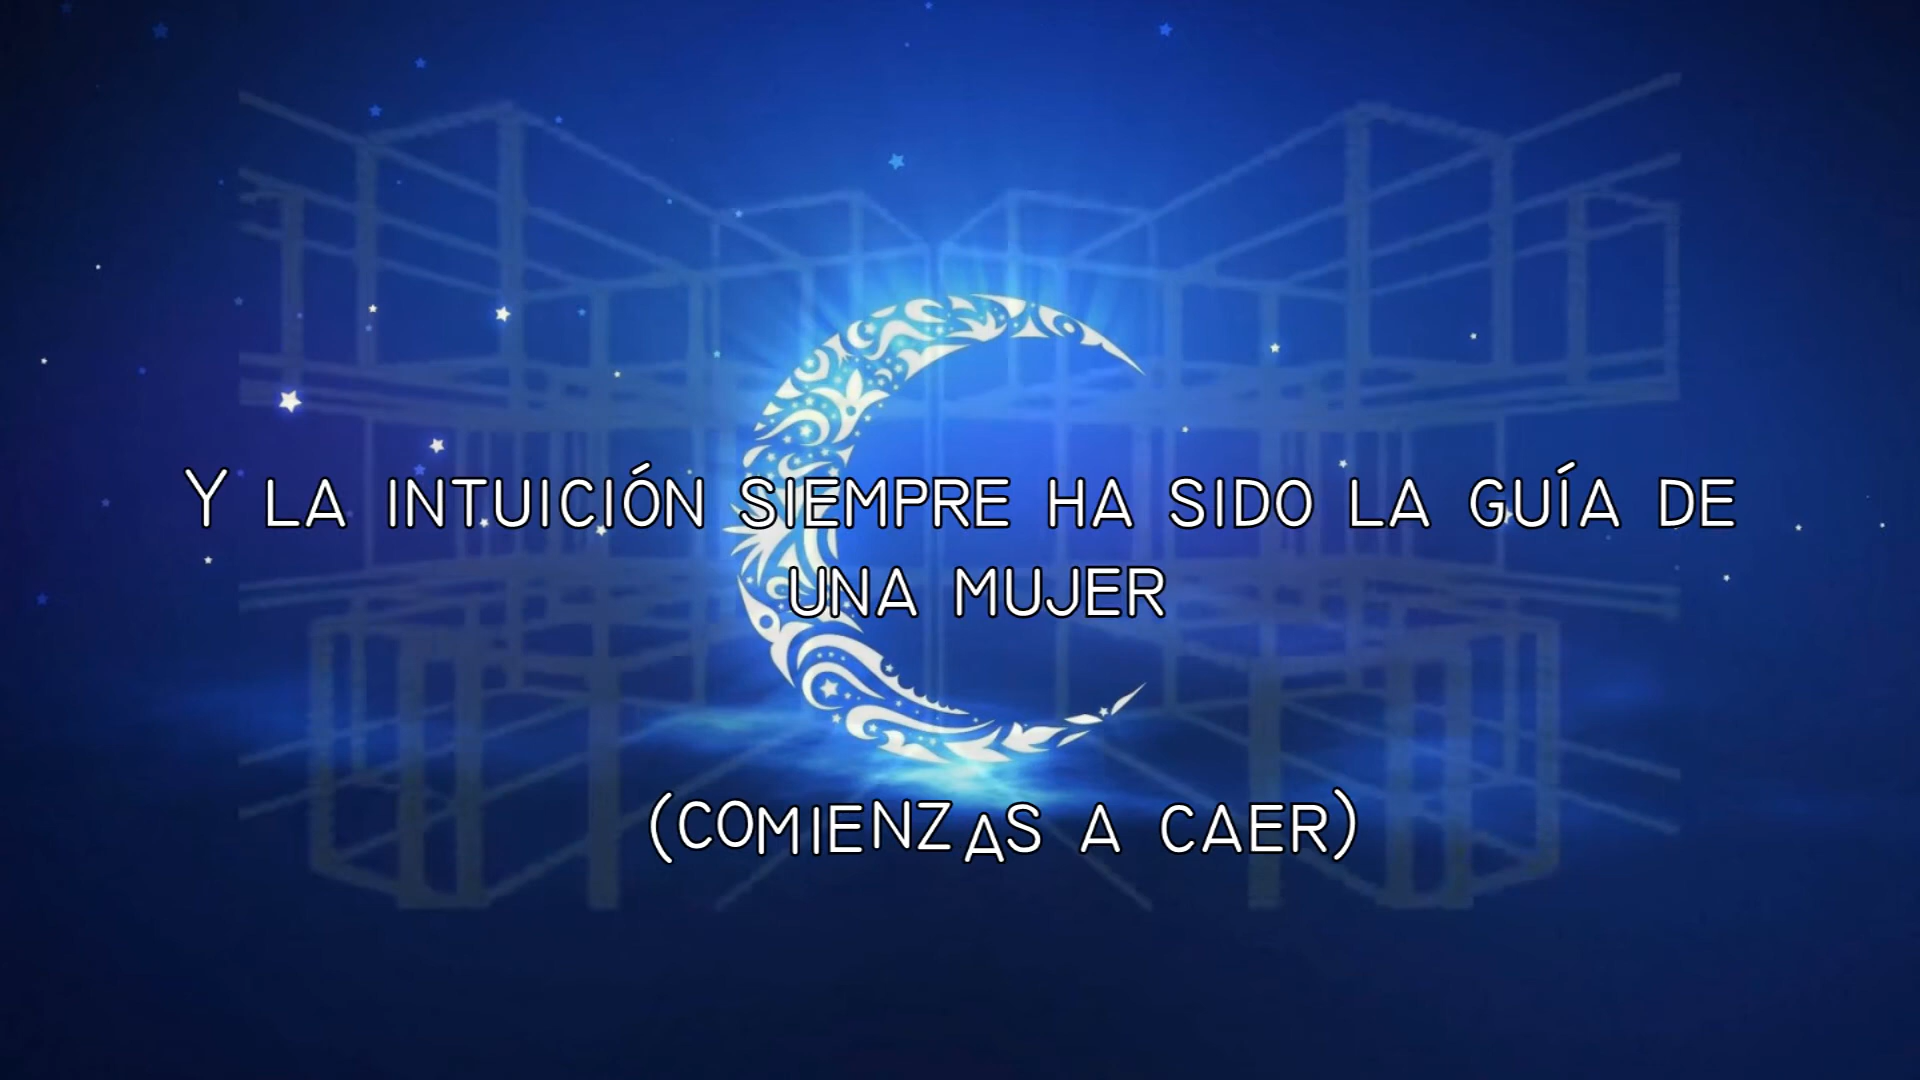 Y LA INTUICIÓN SIEMPRE HA SIDO LA GUÍA DE
UNA MUJER
(COMIENZAS A CAER)